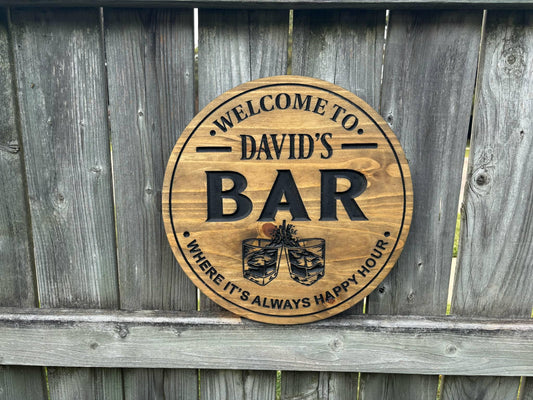 •WELCOME TO•
DAVID'S
BAR
•WHERE IT'S ALWAYS HAPPY HOUR•